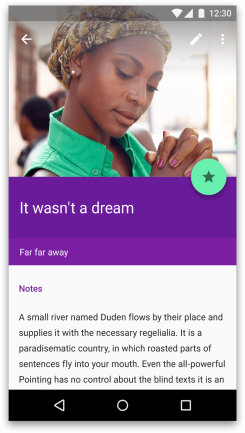 12:30
It wasn't a dream
Far far away
Notes
A small river named Duden flows by their place and
supplies it with the necessary regelialia. It is a
paradisematic country, in which roasted parts of
sentences fly into your mouth. Even the all-powerful
Pointing has no control about the blind texts it is an